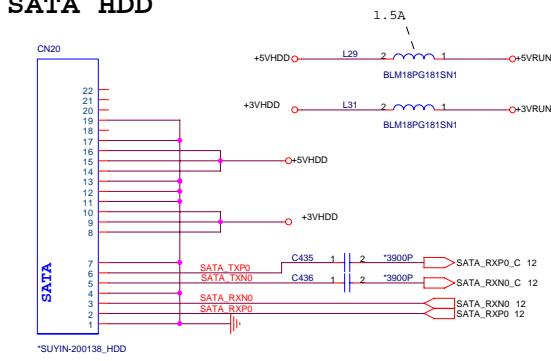 SATA HDD
1.5A
CN20
+5VHDD L29 2 1 +5VRUN
BLM18PG181SN1
+3VHDD L31 2 1 +3VRUN
BLM18PG181SN1
22
21
20
19
18
17
16
15 +5VHDD
14
13
12
11
10
9 +3VHDD
8
7
6 SATA_TXP0 C435 1 2 *3900P SATA_RXP0_C 12
5 SATA_TXN0 C436 1 2 *3900P SATA_RXN0_C 12
4
3 SATA_RXN0 SATA_RXN0 12
2 SATA_RXP0 SATA_RXP0 12
1
SATA
*SUYIN-200138_HDD